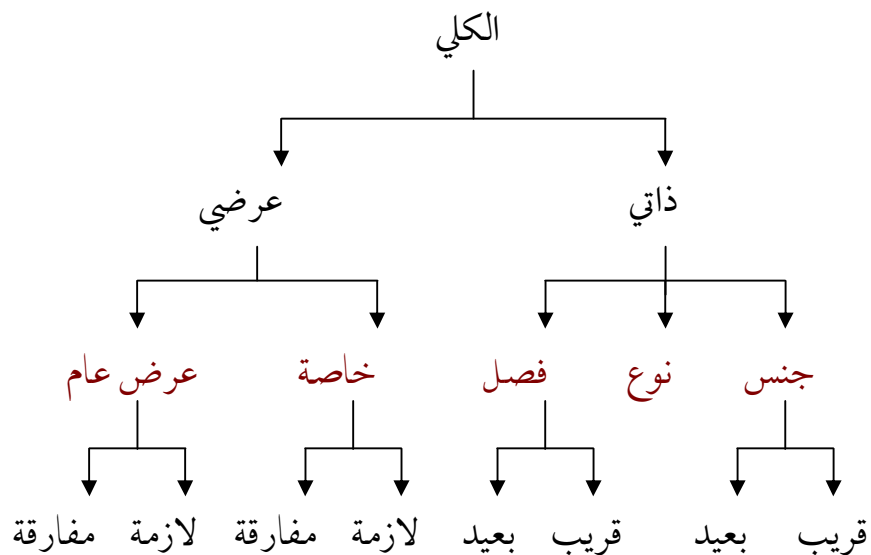 الكلي
ذاتي عرضي
جنس نوع فصل خاصة عرض عام
قريب بعيد قريب بعيد لازمة مفارقة لازمة مفارقة